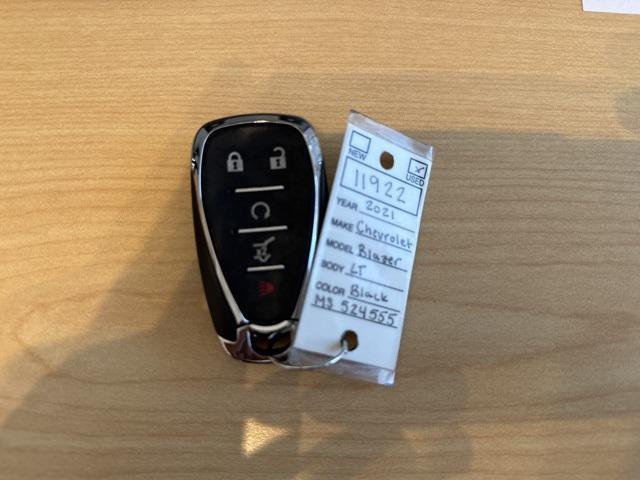 NEW
USED
11922
YEAR 2021
MAKE Chevrolet
MODEL Blazer
BODY LT
COLOR Black
MS 524555